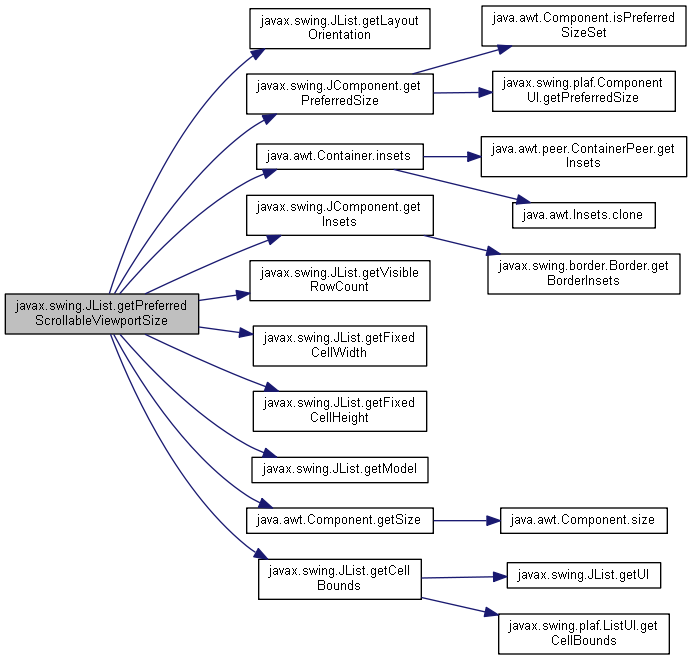 javax.swing.JList.getPreferred
ScrollableViewportSize
javax.swing.JList.getLayout
Orientation
javax.swing.JComponent.get
PreferredSize
java.awt.Component.isPreferred
SizeSet
javax.swing.plaf.Component
UI.getPreferredSize
java.awt.Container.insets
java.awt.peer.ContainerPeer.get
Insets
java.awt.Insets.clone
javax.swing.JComponent.get
Insets
javax.swing.border.Border.get
BorderInsets
javax.swing.JList.getVisible
RowCount
javax.swing.JList.getFixed
CellWidth
javax.swing.JList.getFixed
CellHeight
javax.swing.JList.getModel
java.awt.Component.getSize
java.awt.Component.size
javax.swing.JList.getCell
Bounds
javax.swing.JList.getUI
javax.swing.plaf.ListUI.get
CellBounds